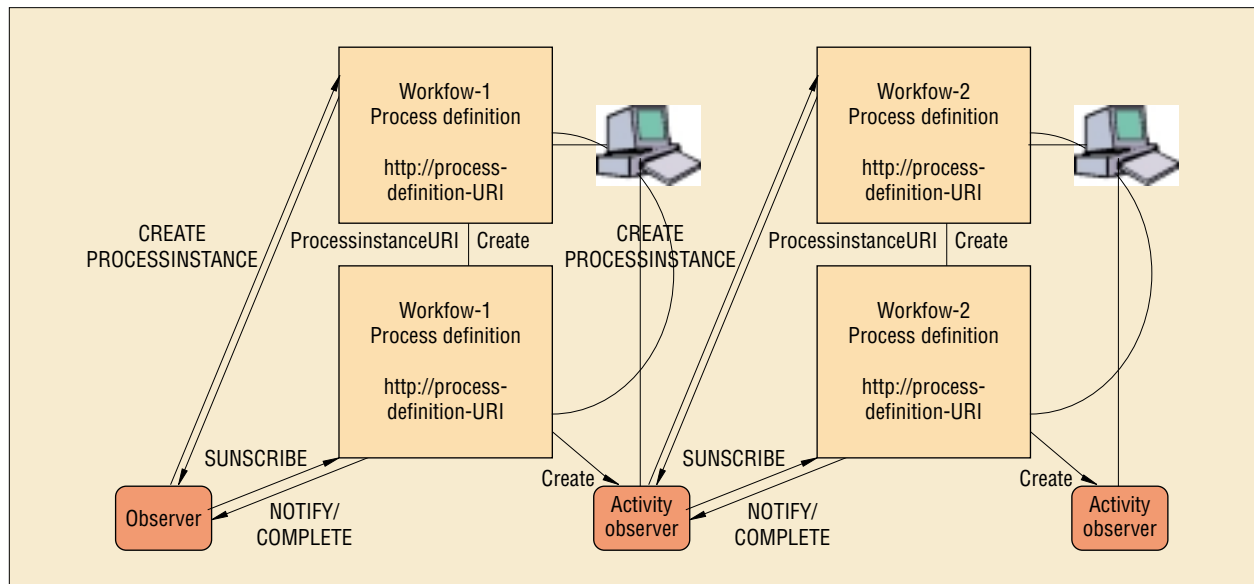 Workfow-1
Process definition
http://process-
definition-URI
Workfow-2
Process definition
http://process-
definition-URI
CREATE
PROCESSINSTANCE
ProcessinstanceURI
Create
CREATE
PROCESSINSTANCE
ProcessinstanceURI
Create
Workfow-1
Process definition
http://process-
definition-URI
Workfow-2
Process definition
http://process-
definition-URI
SUNSCRIBE
Create
SUNSCRIBE
Create
Observer
NOTIFY/
COMPLETE
Activity
observer
NOTIFY/
COMPLETE
Activity
observer